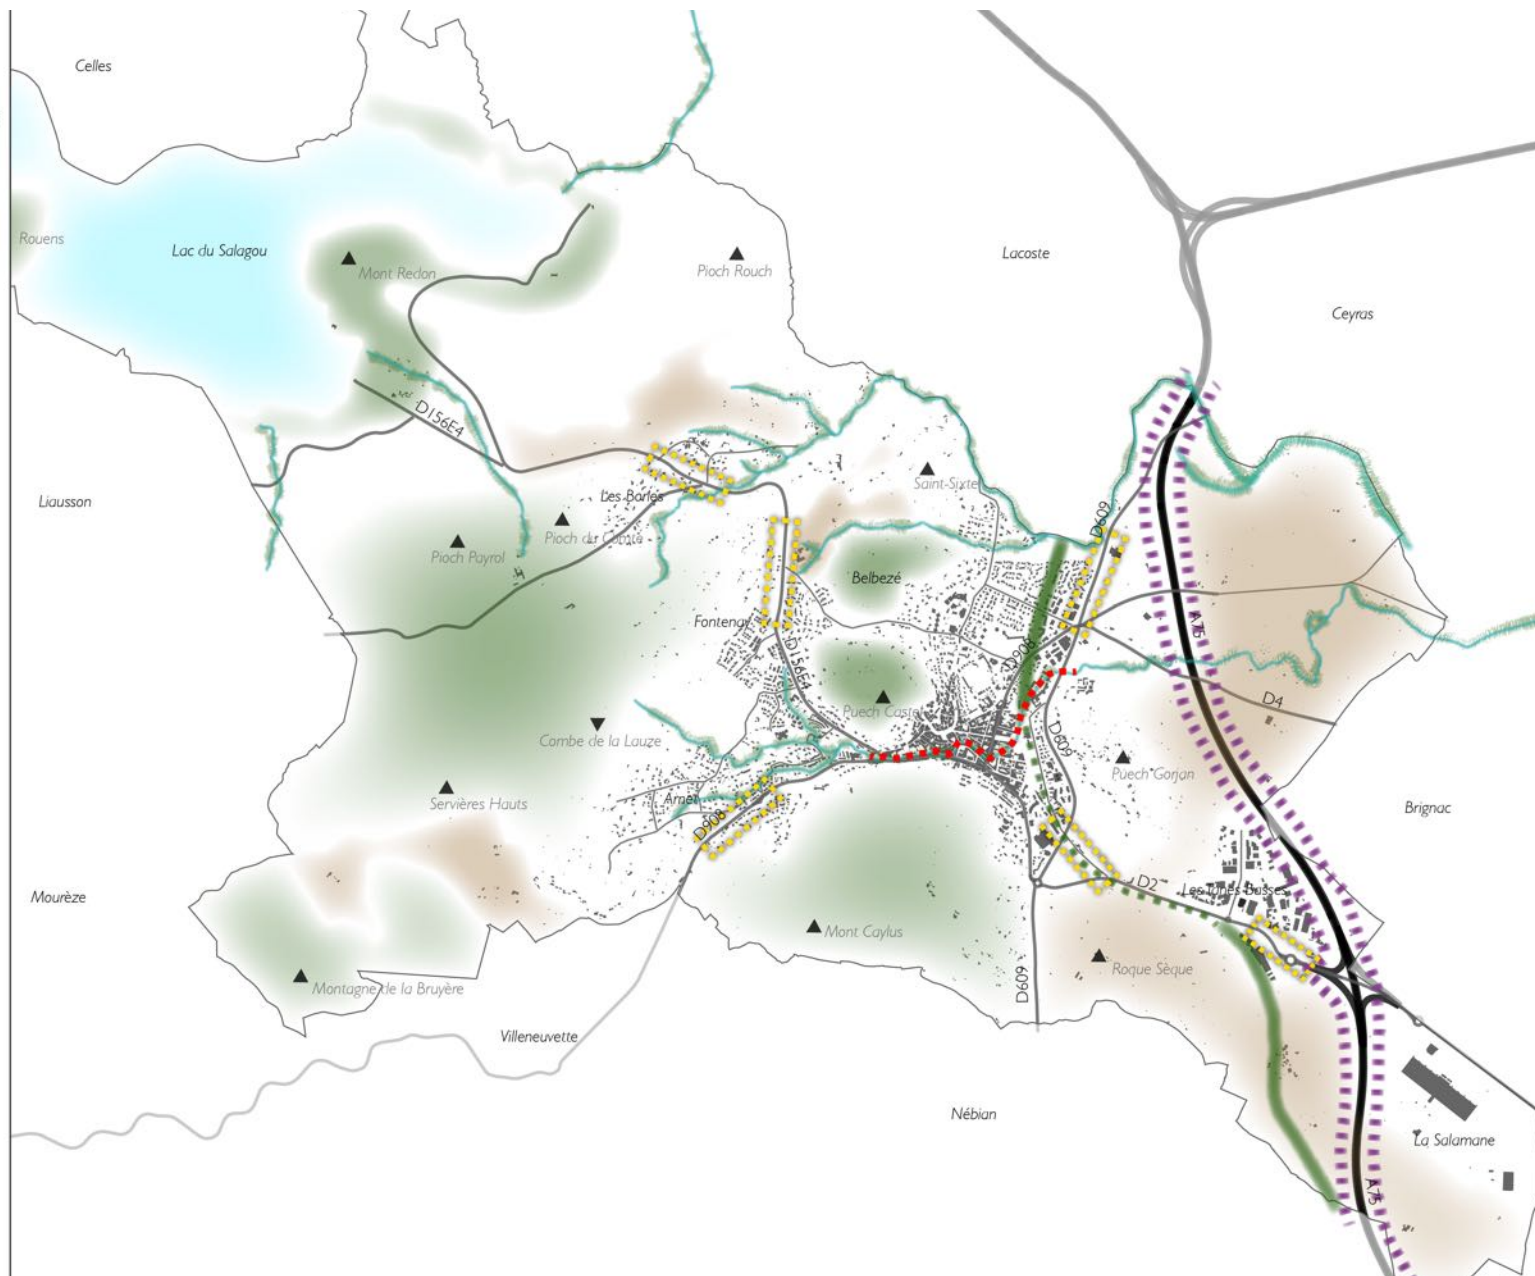 Celles
Rouens
Lac du Salagou
Mont Redon
Pioch Rouch
Lacoste
Ceyras
D156E4
Liausson
Les Bories
Saint-Sixte
Pioch Payrol
Pioch du Comte
D609
Belbezé
Fontenay
A75
D156E4
D908
D4
Puech Castel
Combe de la Lauze
D609
Puech Gorjan
Servières Hauts
Arnet
D908
Brignac
D2
Les Tanes Basses
Mourèze
Mont Caylus
Roque Sèque
Montagne de la Bruyère
D609
Villeneuvette
Nébian
La Salamane
A75